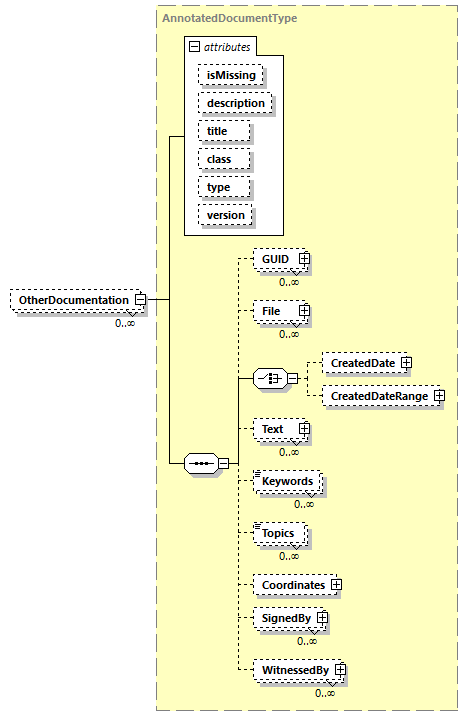 AnnotatedDocumentType
attributes
isMissing
description
title
class
type
version
OtherDocumentation
0..∞
GUID
0..∞
File
0..∞
CreatedDate
CreatedDateRange
Text
0..∞
Keywords
0..∞
Topics
0..∞
Coordinates
SignedBy
0..∞
WitnessedBy
0..∞